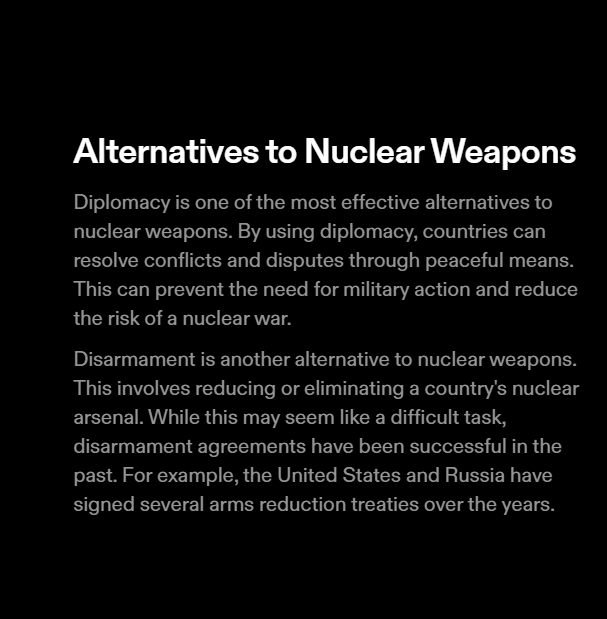 Alternatives to Nuclear Weapons
Diplomacy is one of the most effective alternatives to
nuclear weapons. By using diplomacy, countries can
resolve conflicts and disputes through peaceful means.
This can prevent the need for military action and reduce
the risk of a nuclear war.
Disarmament is another alternative to nuclear weapons.
This involves reducing or eliminating a country's nuclear
arsenal. While this may seem like a difficult task,
disarmament agreements have been successful in the
past. For example, the United States and Russia have
signed several arms reduction treaties over the years.